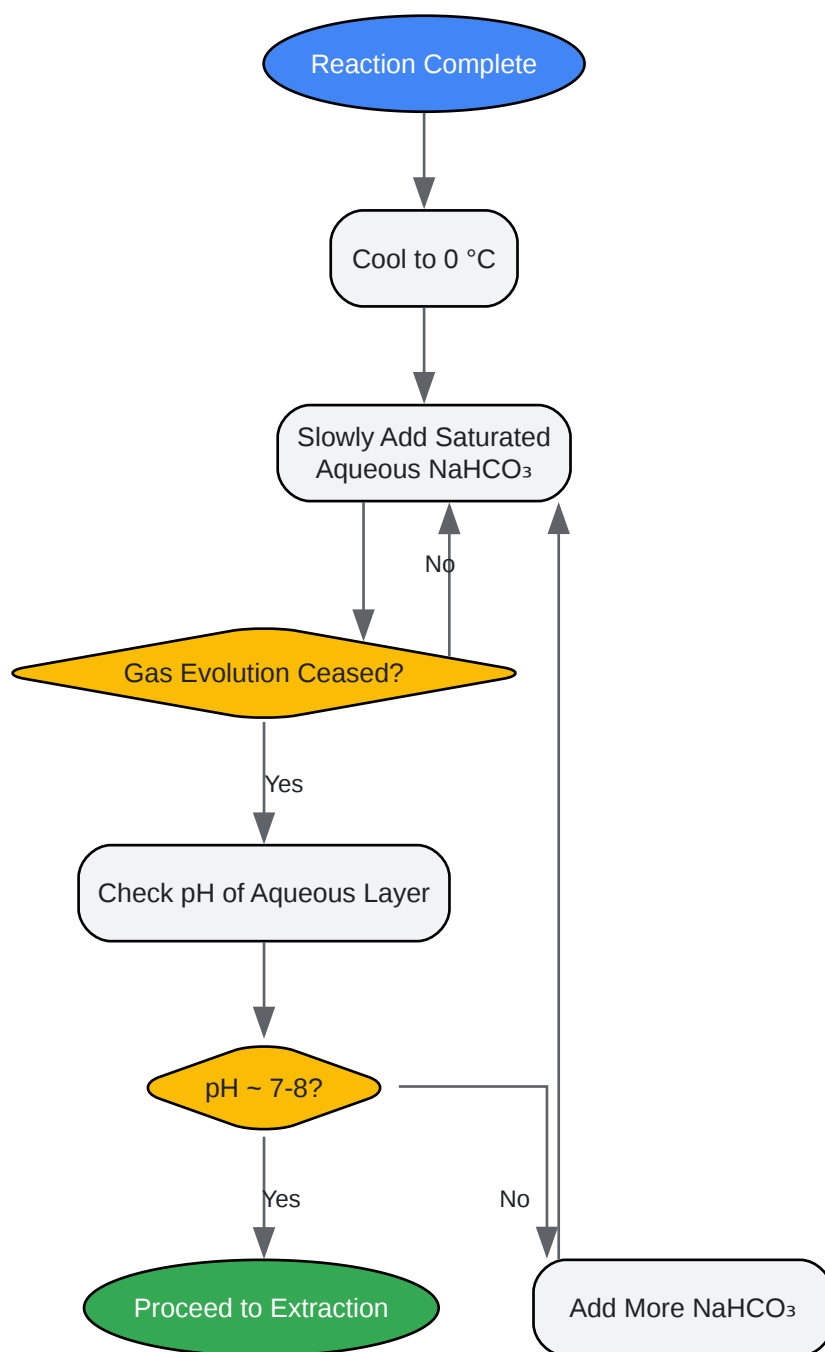 Reaction Complete
Cool to 0 °C
Slowly Add Saturated
Aqueous NaHCO₃
No
Gas Evolution Ceased?
Yes
Check pH of Aqueous Layer
pH ~ 7-8?
Yes
No
Proceed to Extraction
Add More NaHCO₃